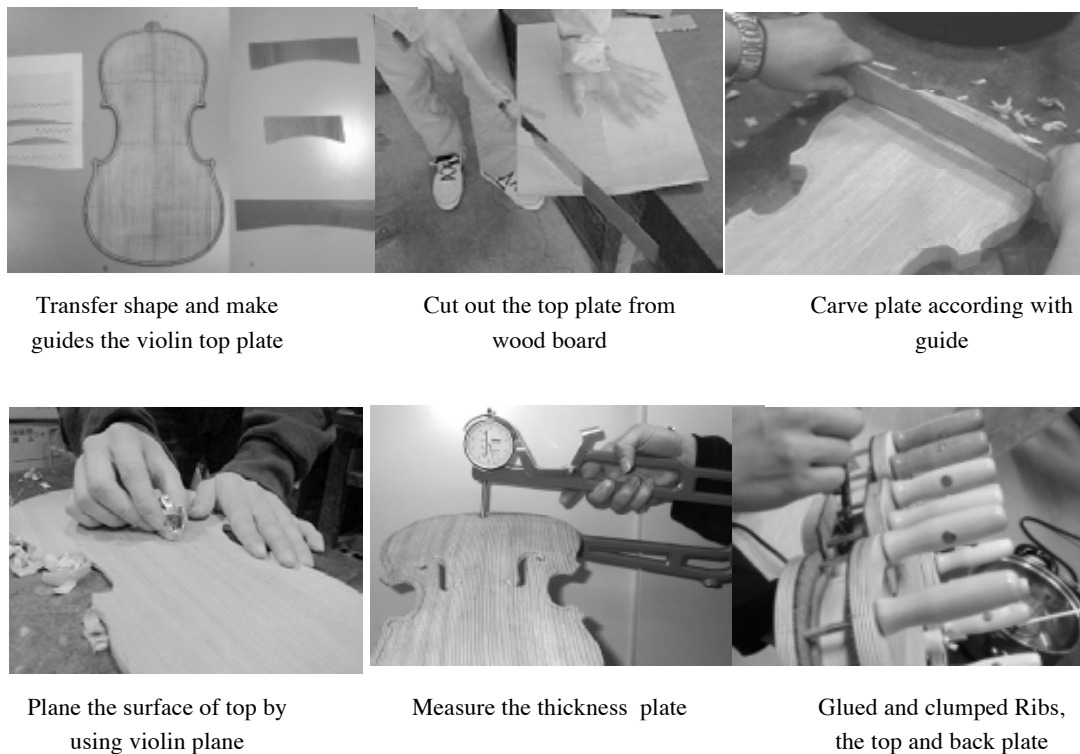 Transfer shape and make
guides the violin top plate
Cut out the top plate from
wood board
Carve plate according with
guide
Plane the surface of top by
using violin plane
Measure the thickness plate
Glued and clumped Ribs,
the top and back plate